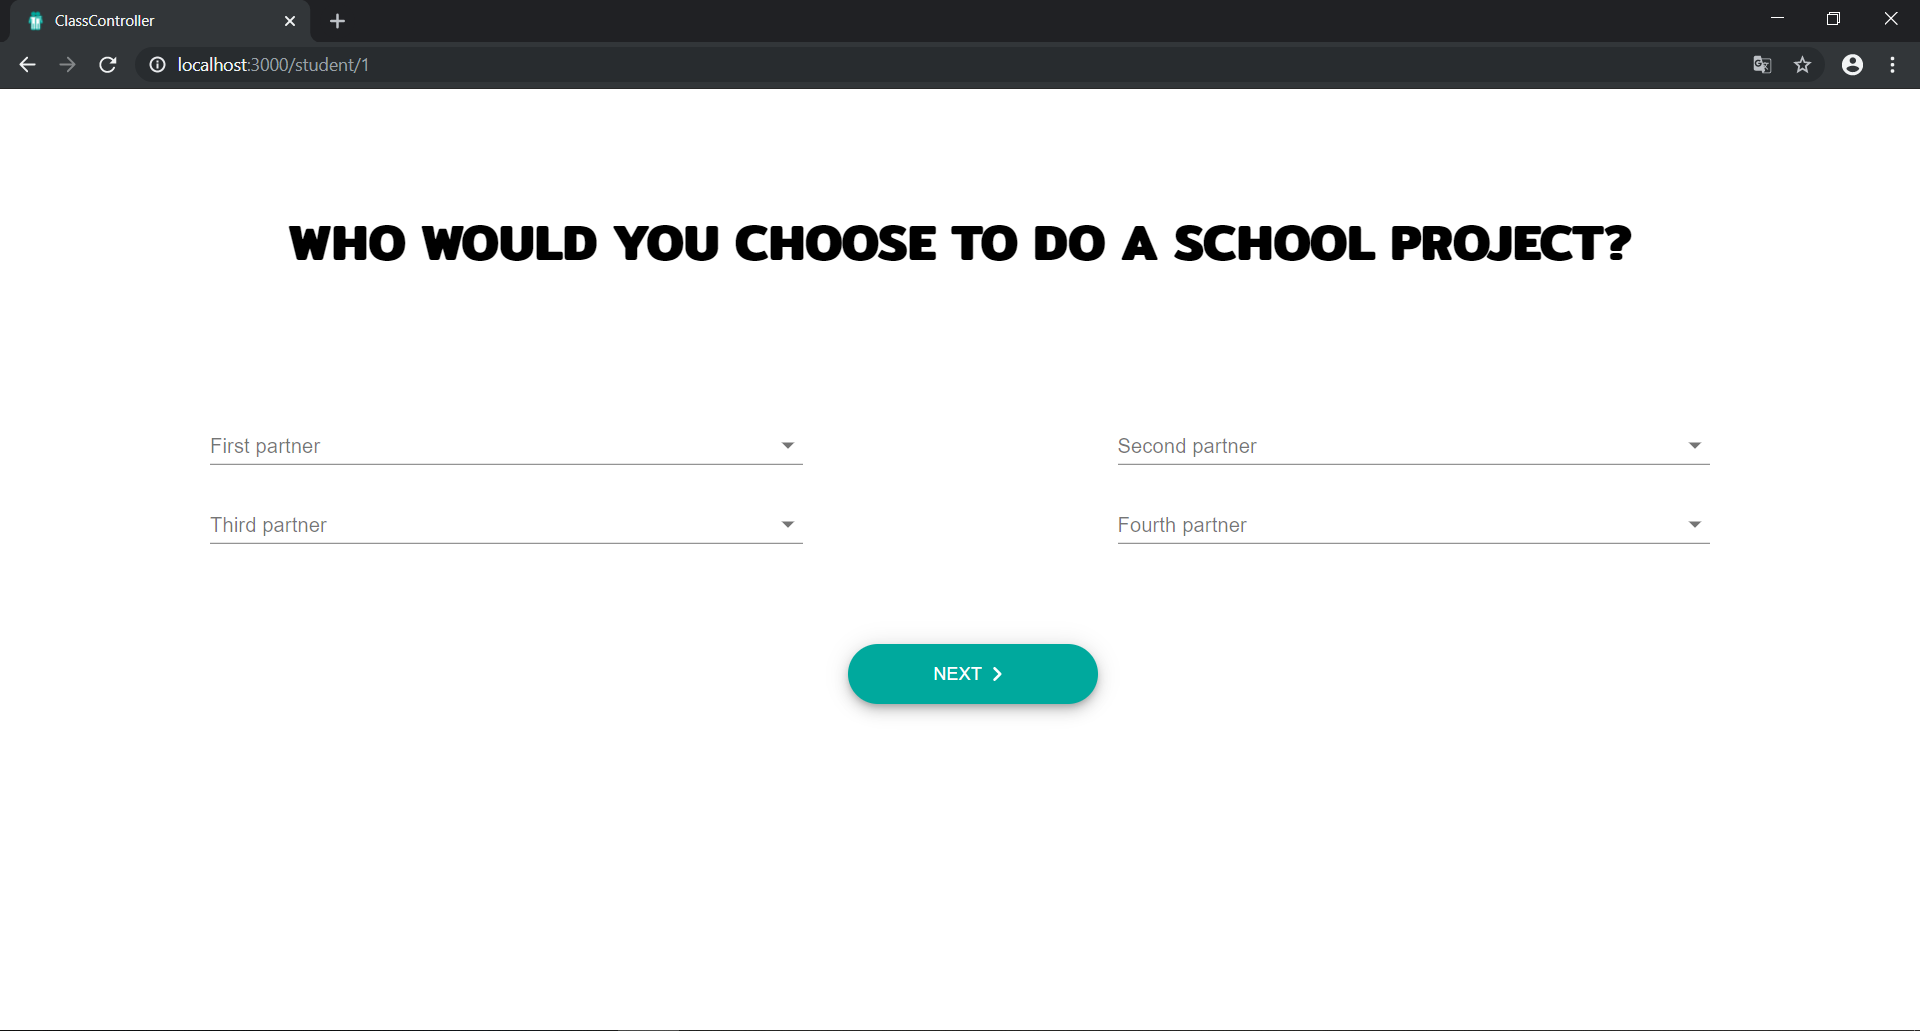 ClassController
localhost:3000/student/1
WHO WOULD YOU CHOOSE TO DO A SCHOOL PROJECT?
First partner
Second partner
Third partner
Fourth partner
NEXT